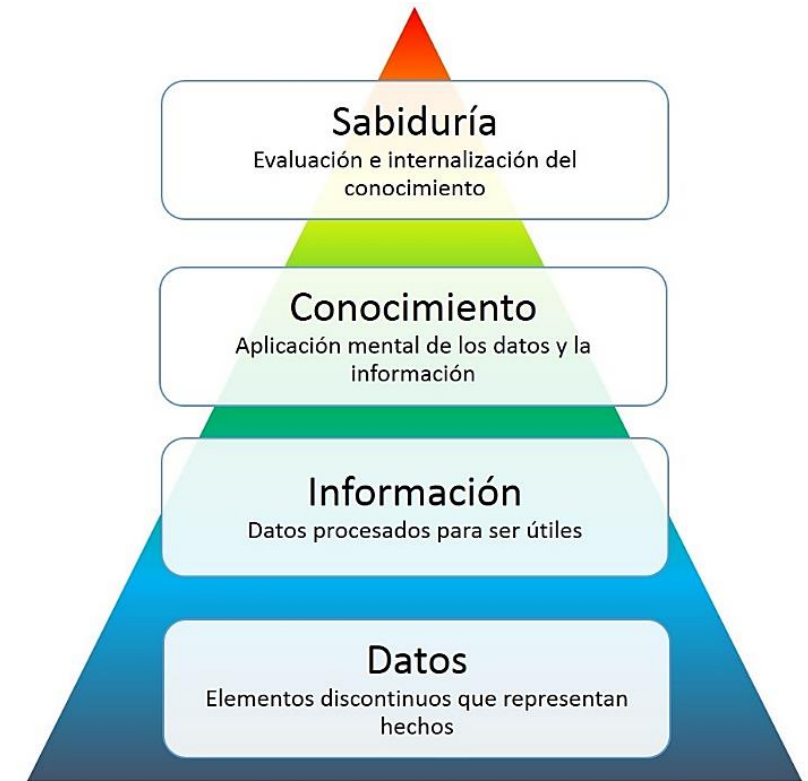 Sabiduría
Evaluación e internalización del
conocimiento
Conocimiento
Aplicación mental de los datos y la
información
Información
Datos procesados para ser útiles
Datos
Elementos discontinuos que representan
hechos